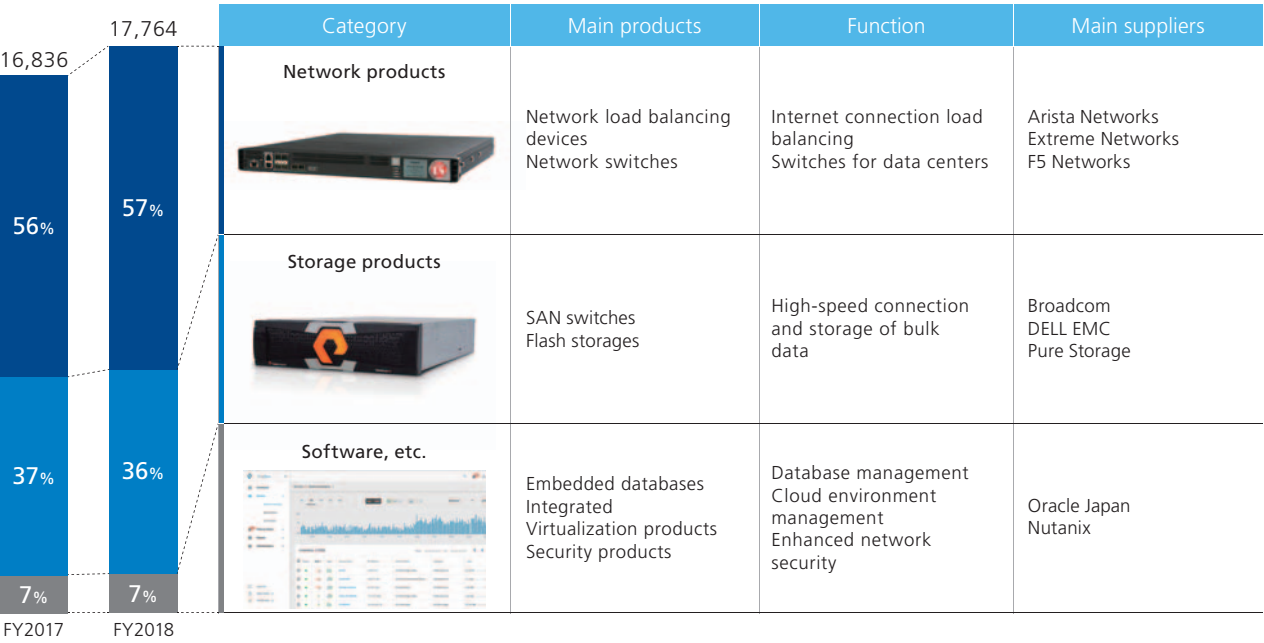 17,764
16,836
56%
57%
37%
36%
7%
7%
FY2017
FY2018
Category
Main products
Function
Main suppliers
Network products
Network load balancing
devices
Network switches
Internet connection load
balancing
Switches for data centers
Arista Networks
Extreme Networks
F5 Networks
Storage products
SAN switches
Flash storages
High-speed connection
and storage of bulk
data
Broadcom
DELL EMC
Pure Storage
Software, etc.
Embedded databases
Integrated
Virtualization products
Security products
Database management
Cloud environment
management
Enhanced network
security
Oracle Japan
Nutanix